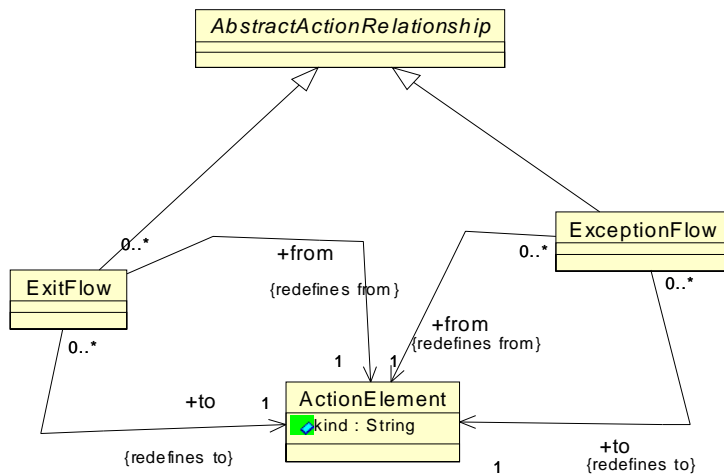 AbstractActionRelationship
ExceptionFlow
0..*
0..*
0..*
+from
ExitFlow
{redefines from}
0..*
+from
{redefines from}
1
1
ActionElement
+to
1
kind : String
+to
{redefines to}
{redefines to}
1